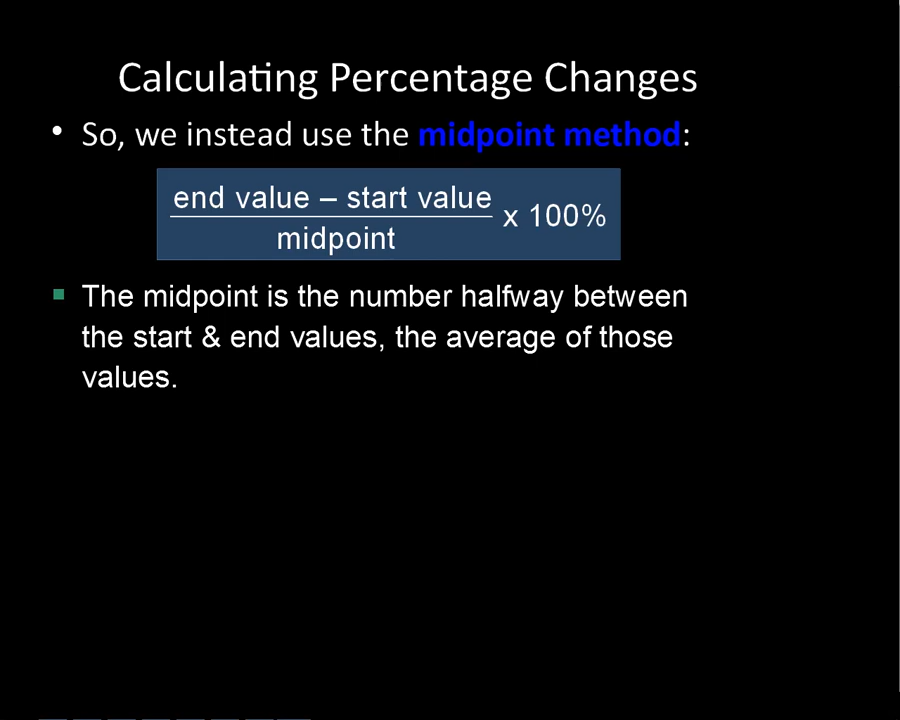 Calculating Percentage Changes
• So, we instead use the midpoint method:
end value – start value
midpoint
x 100%
▪ The midpoint is the number halfway between
the start & end values, the average of those
values.